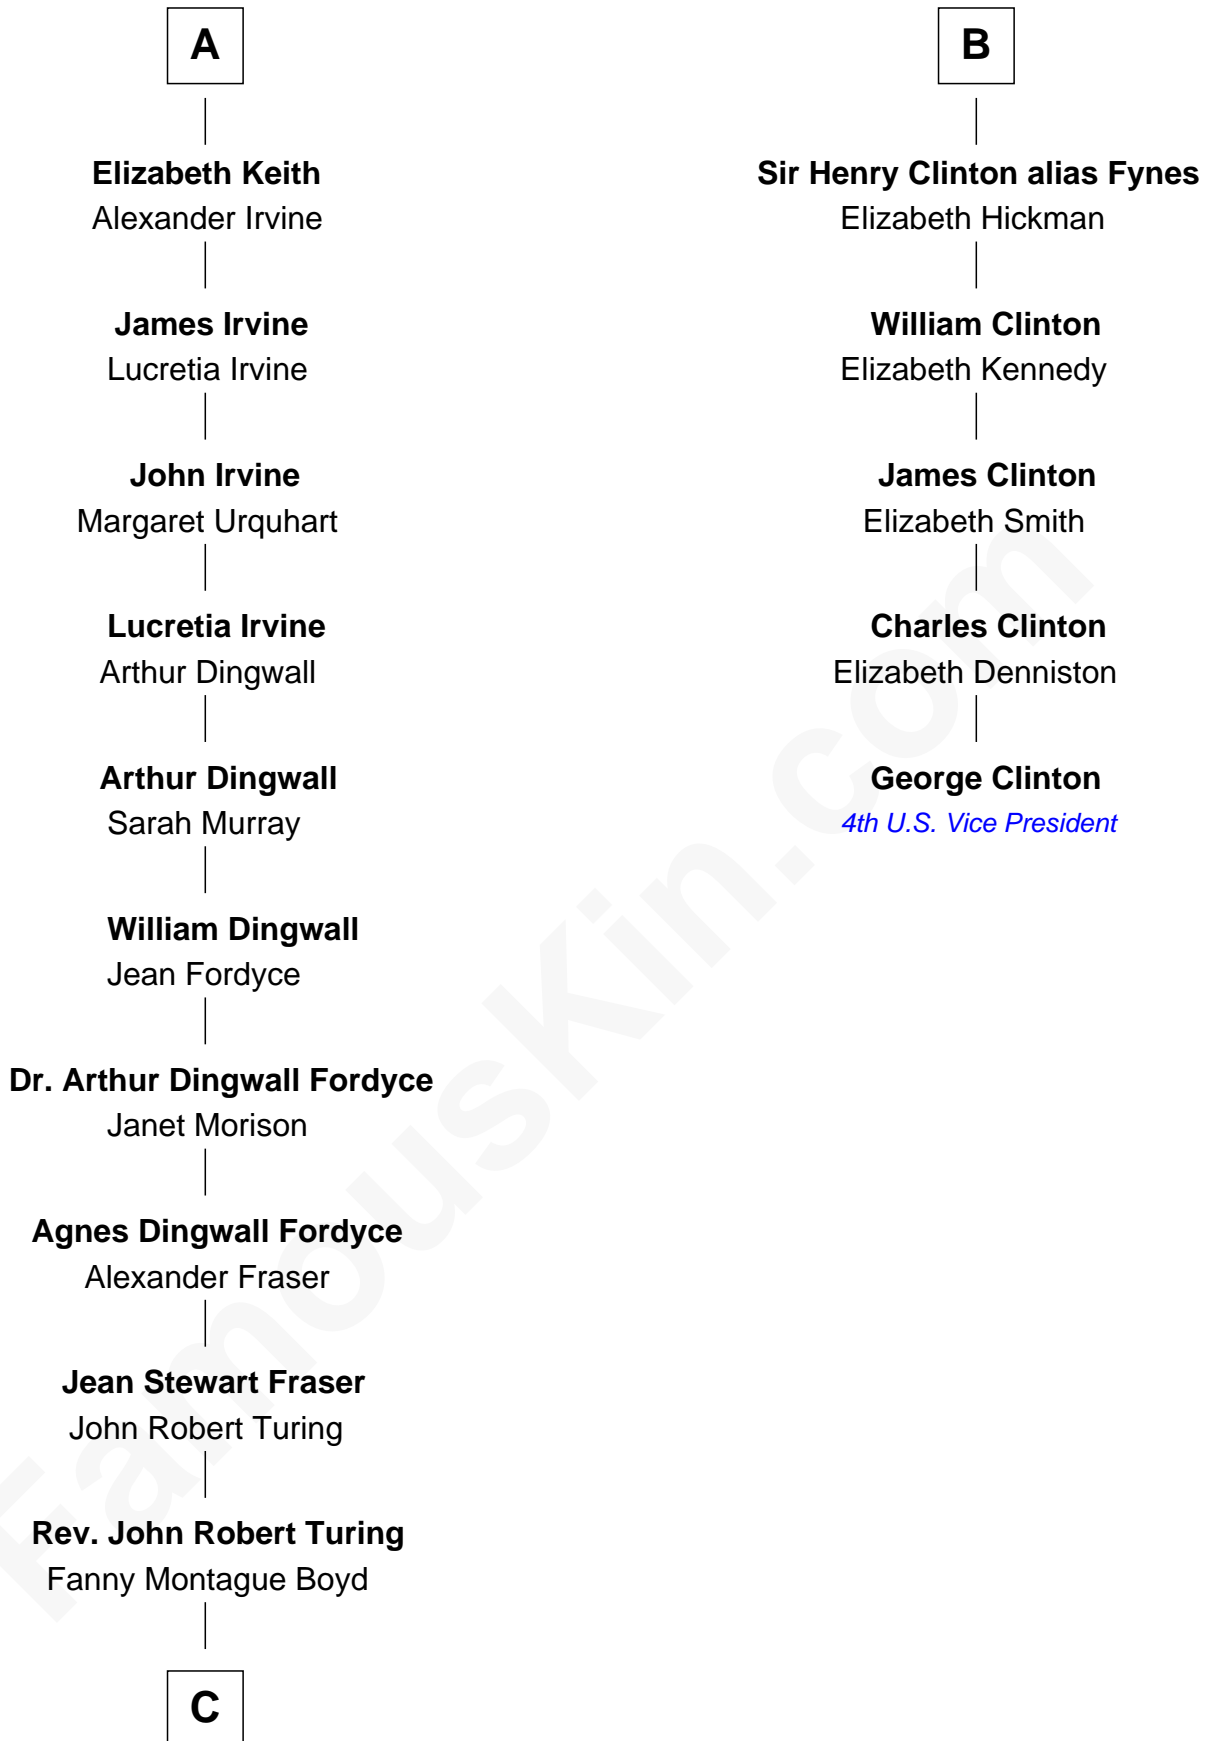 A
Elizabeth Keith
Alexander Irvine
James Irvine
Lucretia Irvine
John Irvine
Margaret Urquhart
Lucretia Irvine
Arthur Dingwall
Arthur Dingwall
Sarah Murray
William Dingwall
Jean Fordyce
Dr. Arthur Dingwall Fordyce
Janet Morison
Agnes Dingwall Fordyce
Alexander Fraser
Jean Stewart Fraser
John Robert Turing
Rev. John Robert Turing
Fanny Montague Boyd
C
B
Sir Henry Clinton alias Fynes
Elizabeth Hickman
William Clinton
Elizabeth Kennedy
James Clinton
Elizabeth Smith
Charles Clinton
Elizabeth Denniston
George Clinton
4th U.S. Vice President
FamousKin.com